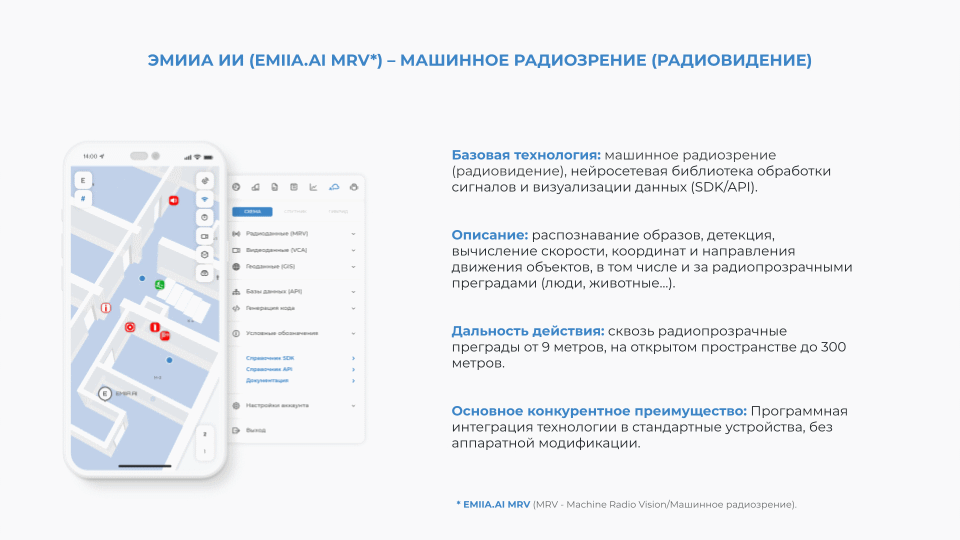 ЭМИИА ИИ (EMIIA.AI MRV*) – МАШИННОЕ РАДИОЗРЕНИЕ (РАДИОВИДЕНИЕ)
14:00
E
#
EMIIA.AI
E
СХЕМА
Радиоданные (MRV)
Видеоданные (VCA)
Геоданные (GIS)
Базы данных (API)
Генерация кода
Условные обозначения
Справочник SDK
Справочник API
Документация
Настройки аккаунта
Выход
Базовая технология: машинное радиозрение
(радиовидение), нейросетевая библиотека обработки
сигналов и визуализации данных (SDK/API).
Описание: распознавание образов, детекция,
вычисление скорости, координат и направления
движения объектов, в том числе и за радиопрозрачными
преградами (люди, животные...).
Дальность действия: сквозь радиопрозрачные
преграды от 9 метров, на открытом пространстве до 300
метров.
Основное конкурентное преимущество: Программная
интеграция технологии в стандартные устройства, без
аппаратной модификации.
* EMIIA.AI MRV (MRV - Machine Radio Vision/Машинное радиозрение).